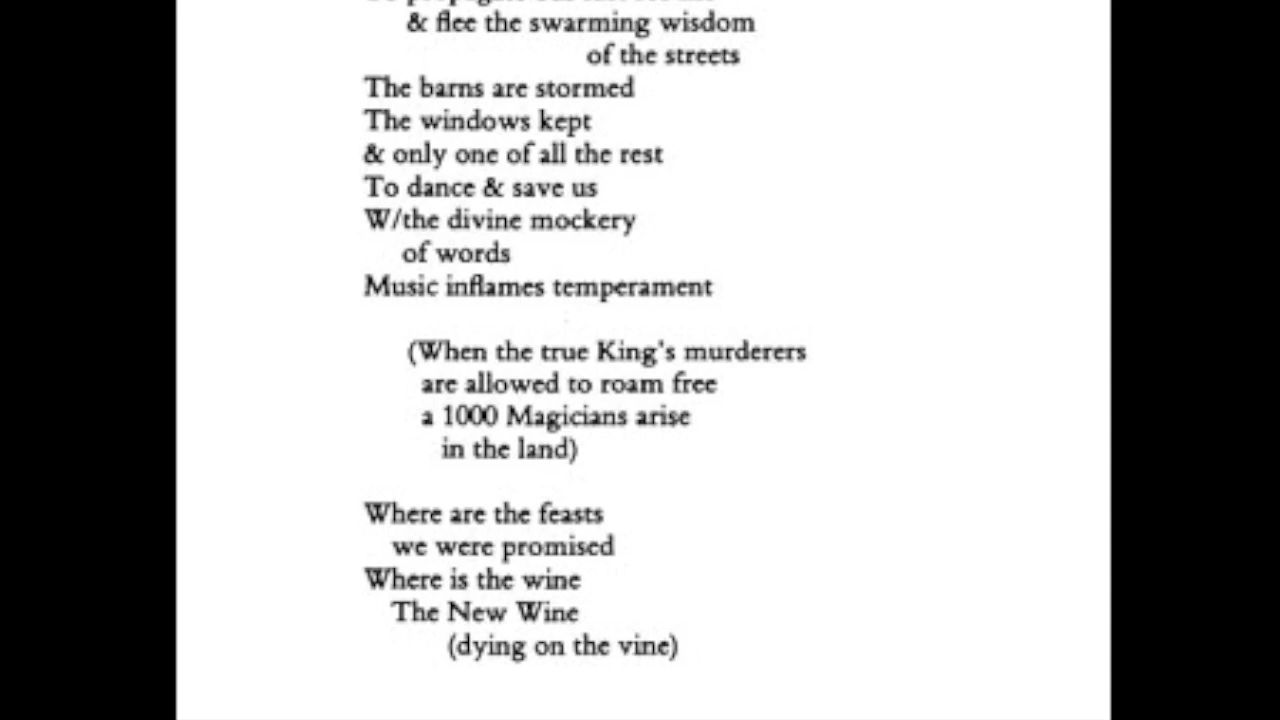 & flee the swarming wisdom
of the streets
The barns are stormed
The windows kept
& only one of all the rest
To dance & save us
W/the divine mockery
of words
Music inflames temperament
(When the true King's murderers
are allowed to roam free
a 1000 Magicians arise
in the land)
Where are the feasts
we were promised
Where is the wine
The New Wine
(dying on the vine)